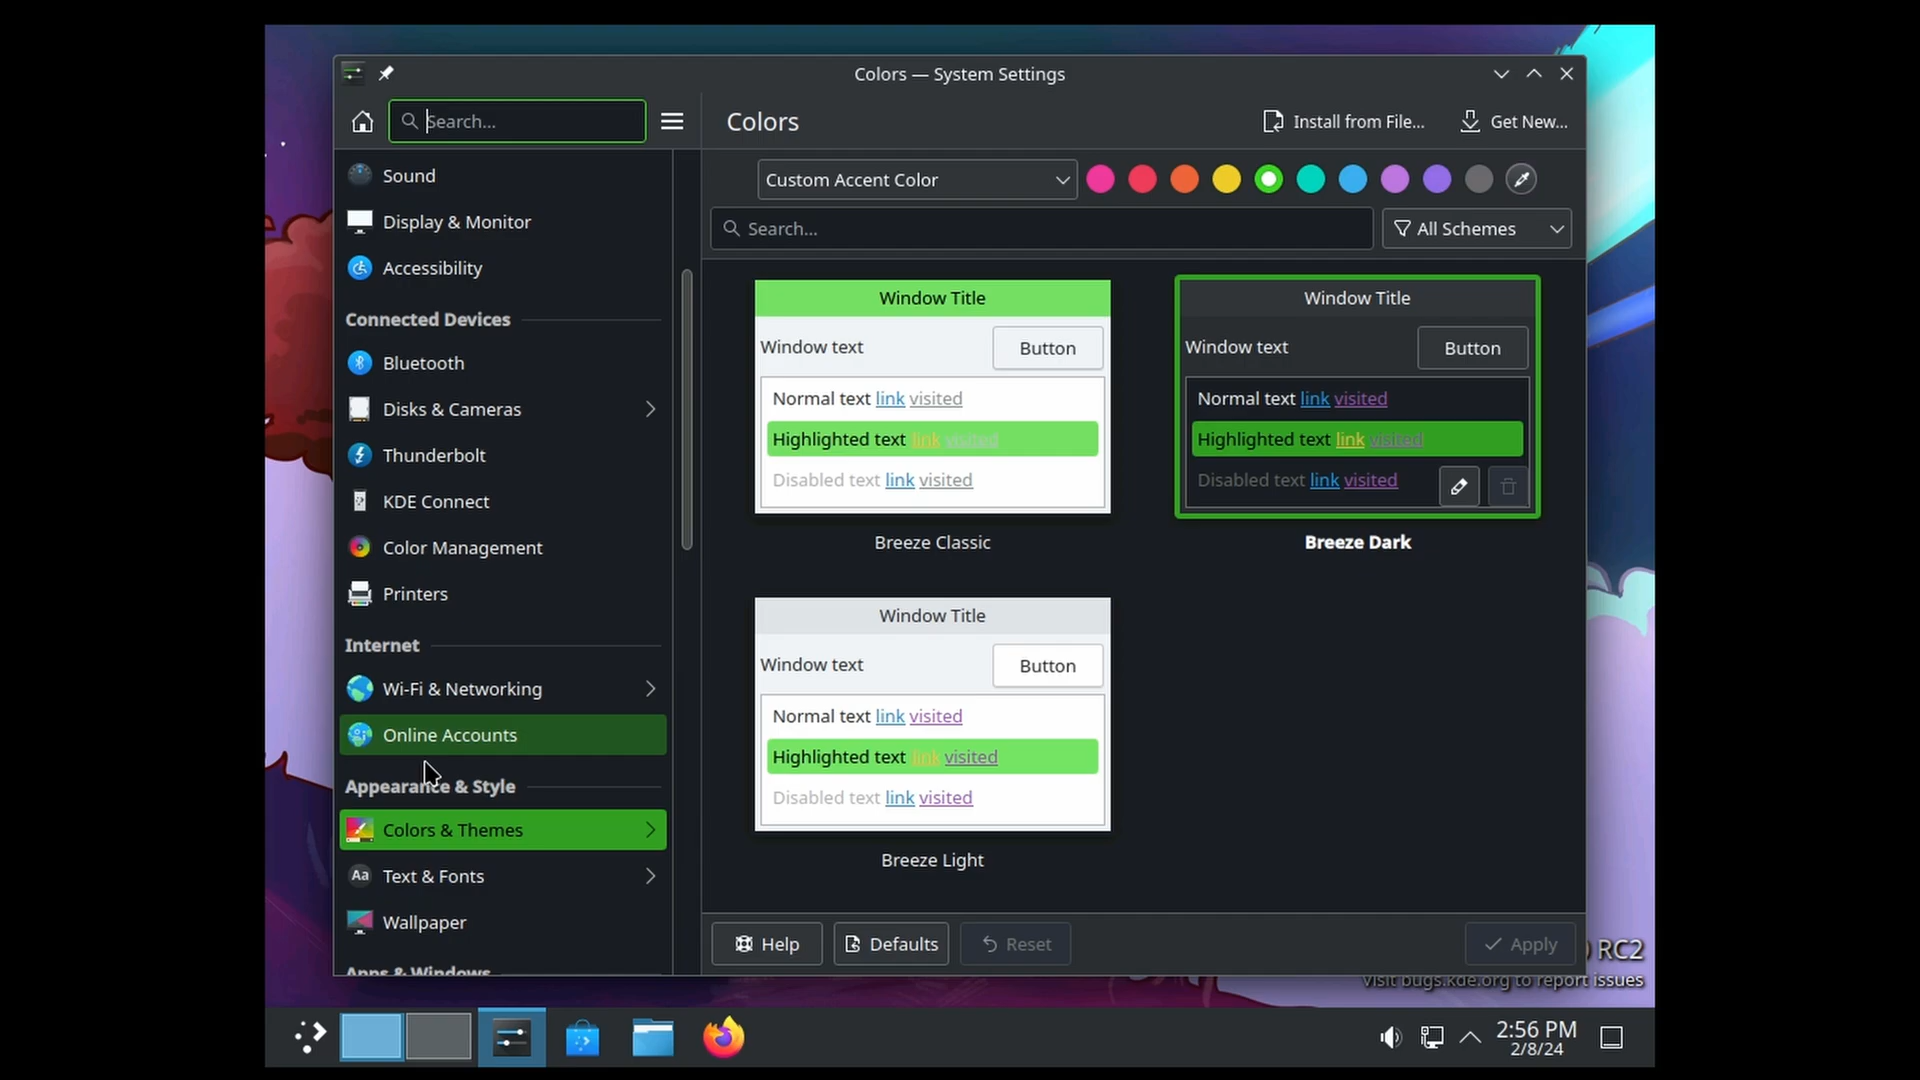 Colors — System Settings
Search...
Colors
Install from File...
Get New...
Sound
Display & Monitor
Accessibility
Connected Devices
Bluetooth
Disks & Cameras
Thunderbolt
KDE Connect
Color Management
Printers
Internet
Wi-Fi & Networking
Online Accounts
Appearance & Style
Colors & Themes
Aa Text & Fonts
Wallpaper
Apps & Windows
Custom Accent Color
Search...
All Schemes
Window Title
Window text
Button
Normal text link visited
Highlighted text link visited
Disabled text link visited
Breeze Classic
Window Title
Window text
Button
Normal text link visited
Highlighted text link visited
Disabled text link visited
Breeze Dark
Window Title
Window text
Button
Normal text link visited
Highlighted text link visited
Disabled text link visited
Breeze Light
Help
Defaults
Reset
Apply
RC2
Visit bugs.kde.org to report issues
2:56 PM
2/8/24